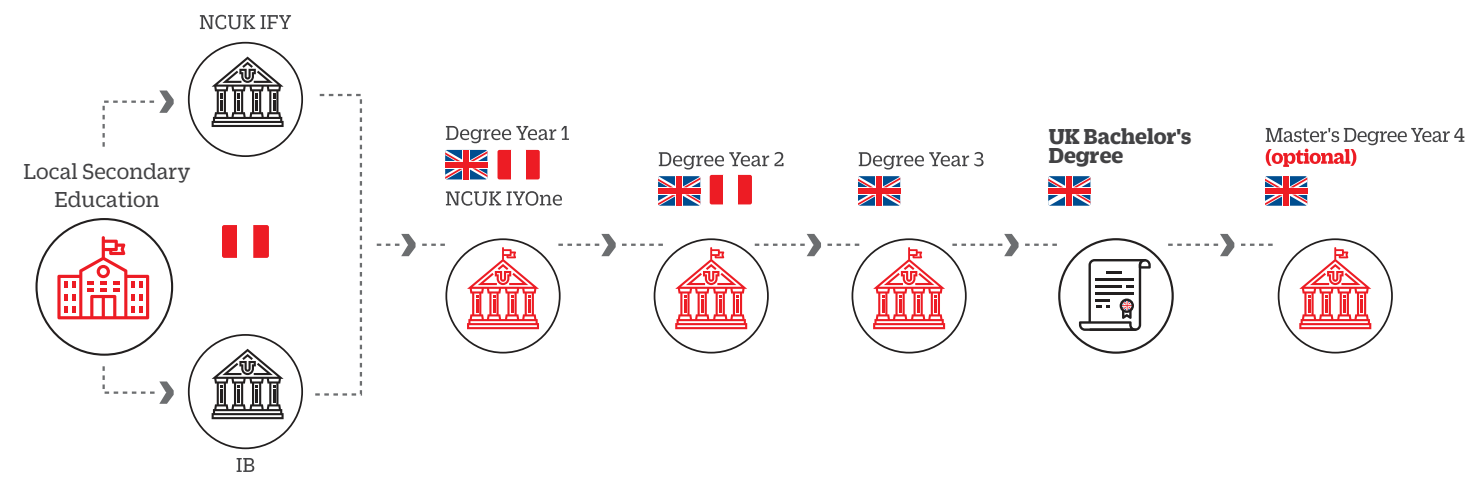 NCUK IFY
Local Secondary
Education
IB
Degree Year 1
NCUK IYOne
Degree Year 2
Degree Year 3
UK Bachelor's
Degree
Master's Degree Year 4
(optional)